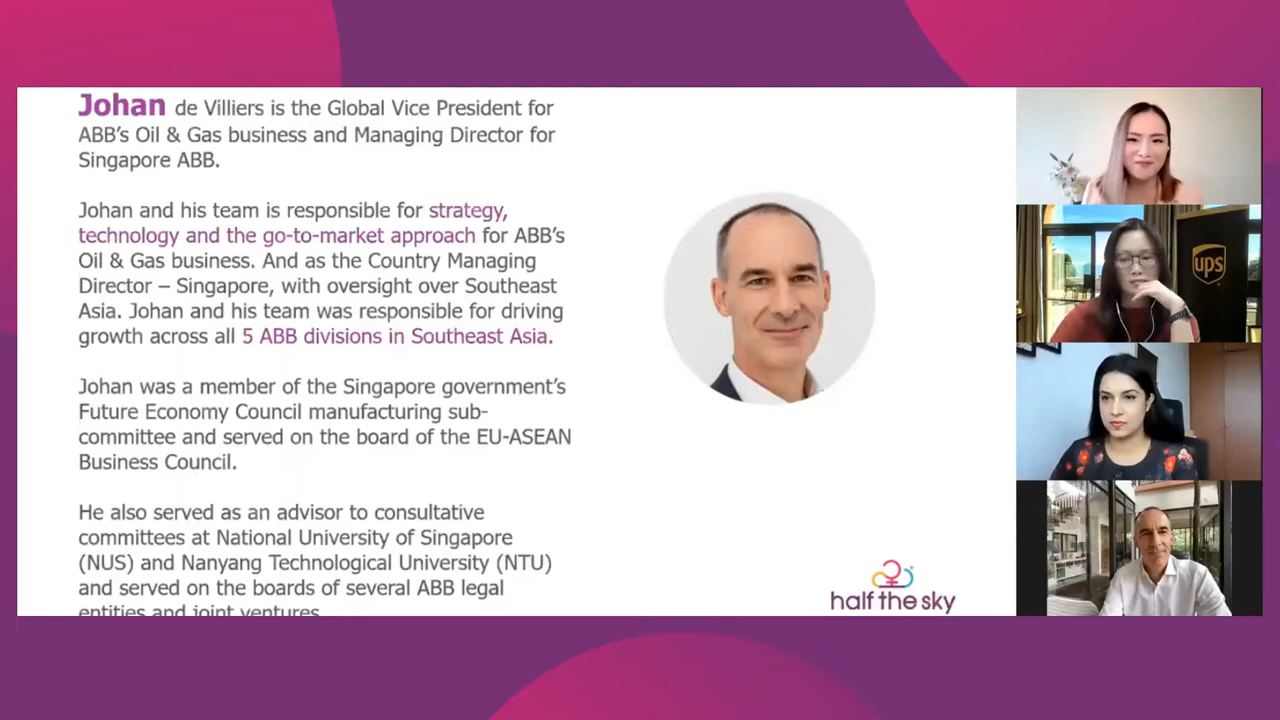 Johan de Villiers is the Global Vice President for
ABB's Oil & Gas business and Managing Director for
Singapore ABB.
Johan and his team is responsible for strategy,
technology and the go-to-market approach for ABB's
Oil & Gas business. And as the Country Managing
Director – Singapore, with oversight over Southeast
Asia. Johan and his team was responsible for driving
growth across all 5 ABB divisions in Southeast Asia.
Johan was a member of the Singapore government's
Future Economy Council manufacturing sub-
committee and served on the board of the EU-ASEAN
Business Council.
He also served as an advisor to consultative
committees at National University of Singapore
(NUS) and Nanyang Technological University (NTU)
and served on the boards of several ABB legal
entities and joint ventures.
half the sky
ups